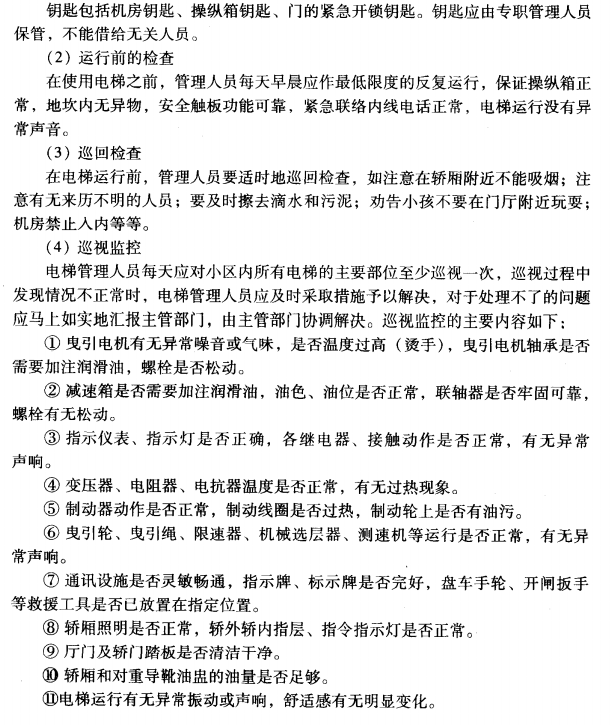 钥匙包括机房钥匙、操纵箱钥匙、门的紧急开锁钥匙。钥匙应由专职管理人员
保管，不能借给无关人员。
（2）运行前的检查
在使用电梯之前，管理人员每天早晨应作最低限度的反复运行，保证操纵箱正
常，地坎内无异物，安全触板功能可靠，紧急联络内线电话正常，电梯运行没有异
常声音。
（3）巡回检查
在电梯运行前，管理人员要适时地巡回检查，如注意在轿厢附近不能吸烟；注
意有无来历不明的人员；要及时擦去滴水和污泥；劝告小孩不要在门厅附近玩耍；
机房禁止入内等等。
（4）巡视监控
电梯管理人员每天应对小区内所有电梯的主要部位至少巡视一次，巡视过程中
发现情况不正常时，电梯管理人员应及时采取措施予以解决，对于处理不了的问题
应马上如实地汇报主管部门，由主管部门协调解决。巡视监控的主要内容如下：
① 曳引电机有无异常噪音或气味，是否温度过高（烫手），曳引电机轴承是否
需要加注润滑油，螺栓是否松动。
② 减速箱是否需要加注润滑油，油色、油位是否正常，联轴器是否牢固可靠，
螺栓有无松动。
③ 指示仪表、指示灯是否正确，各继电器、接触动作是否正常，有无异常
声响。
④ 变压器、电阻器、电抗器温度是否正常，有无过热现象。
⑤ 制动器动作是否正常，制动线圈是否过热，制动轮上是否有油污。
⑥ 曳引轮、曳引绳、限速器、机械选层器、测速机等运行是否正常，有无异
常声响。
⑦ 通讯设施是否灵敏畅通，指示牌、标示牌是否完好，盘车手轮、开闸扳手
等救援工具是否已放置在指定位置。
⑧ 轿厢照明是否正常，轿外轿内指层、指令指示灯是否正常。
⑨ 厅门及轿门踏板是否清洁干净。
⑩ 轿厢和对重导靴油盅的油量是否足够。
⑪电梯运行有无异常振动或声响，舒适感有无明显变化。